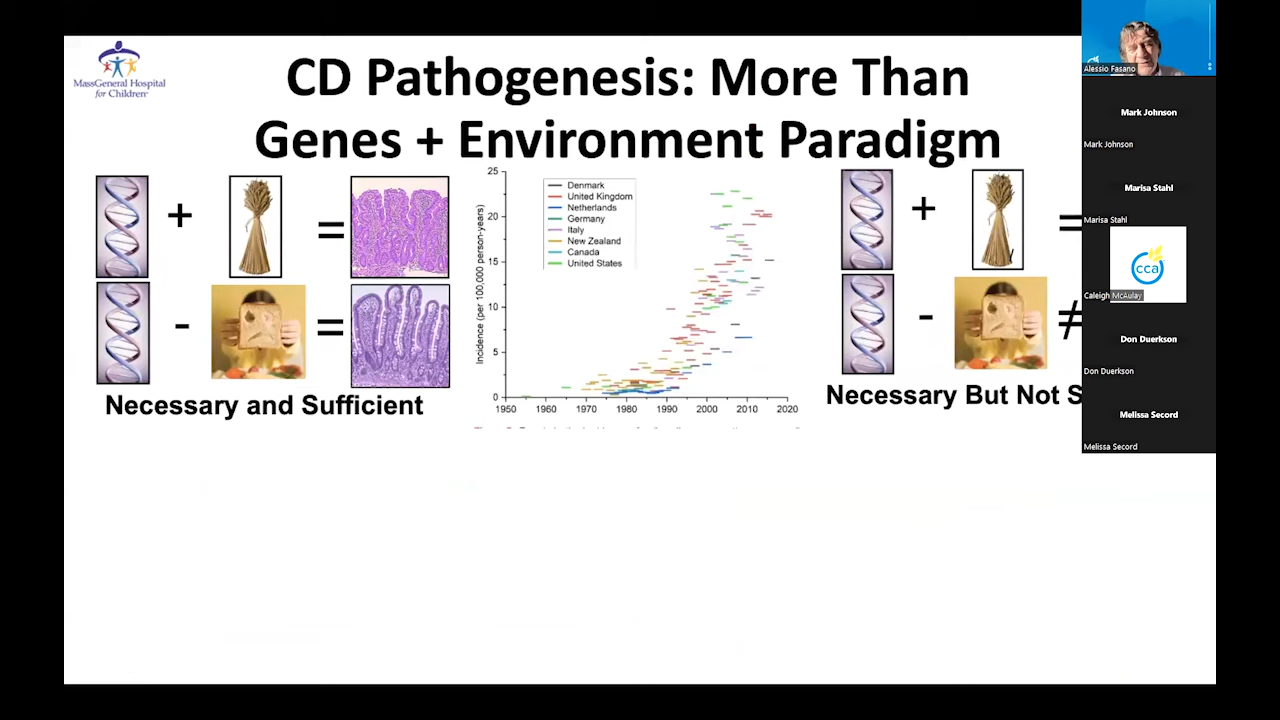 MassGeneral Hospital
for Children
CD Pathogenesis: More Than
Genes + Environment Paradigm
+
=
-
=
Necessary and Sufficient
Incidence (per 100,000 person-years)
25
20
15
10
5
0
1950 1960 1970 1980 1990 2000 2010 2020
Denmark
United Kingdom
Netherlands
Germany
Italy
New Zealand
Canada
United States
+
=
-
≠
Necessary But Not S
Alessio Fasano
Mark Johnson
Mark Johnson
Marisa Stahl
Marisa Stahl
cca
Caleigh McAulay
Don Duerkson
Don Duerkson
Melissa Secord
Melissa Secord